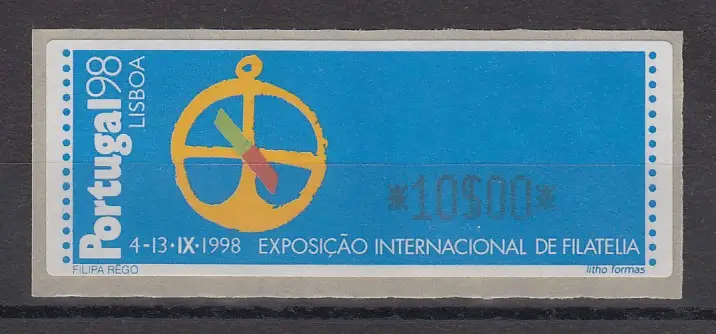 Portugal98
LISBOA
*10$00*
4-13·IX·1998 EXPOSIÇÃO INTERNACIONAL DE FILATELIA
FILIPA RÊGO
litho formas